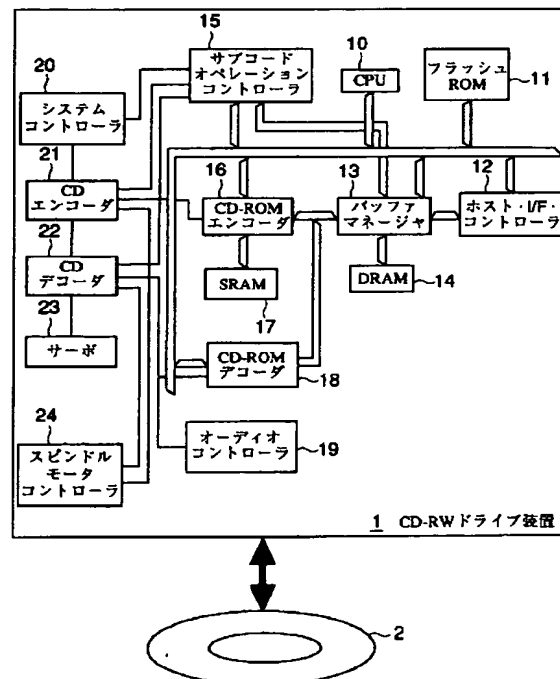 15
サブコード
オペレーション
コントローラ
10
CPU
フラッシュ
ROM
11
20
システム
コントローラ
21
CD
エンコーダ
16
CD-ROM
エンコーダ
13
バッファ
マネージャ
12
ホスト・I/F・
コントローラ
22
CD
デコーダ
SRAM
17
DRAM
14
23
サーボ
CD-ROM
デコーダ
18
24
スピンドル
モータ
コントローラ
オーディオ
コントローラ
19
1 CD-RWドライブ装置
2